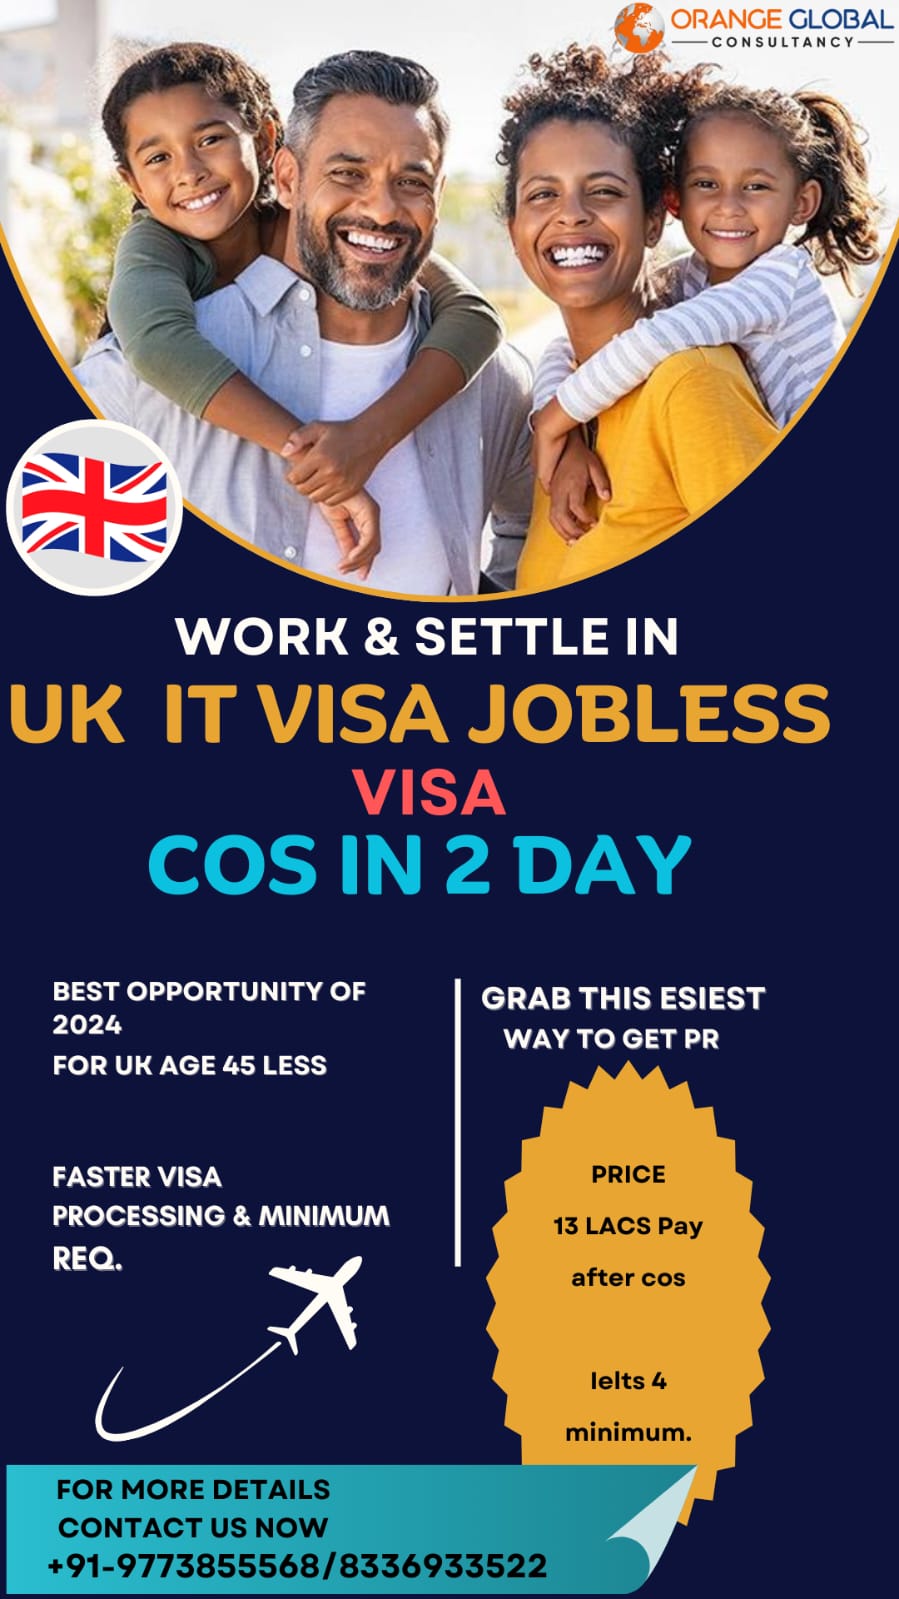 ORANGE GLOBAL
CONSULTANCY
WORK & SETTLE IN
UK IT VISA JOBLESS
VISA
COS IN 2 DAY
BEST OPPORTUNITY OF
2024
FOR UK AGE 45 LESS
FASTER VISA
PROCESSING & MINIMUM
REQ.
GRAB THIS ESIEST
WAY TO GET PR
PRICE
13 LACS Pay
after cos
Ielts 4
minimum.
FOR MORE DETAILS
CONTACT US NOW
+91-9773855568/8336933522